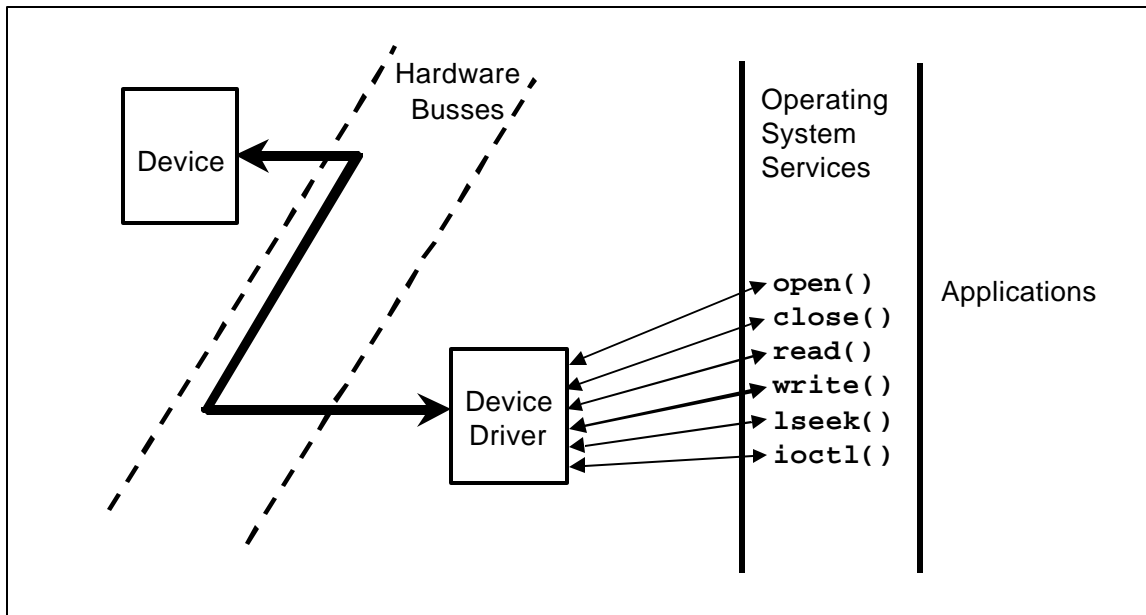 Hardware
Busses
Device
Operating
System
Services
open()
close()
read()
write()
lseek()
ioctl()
Applications
Device
Driver